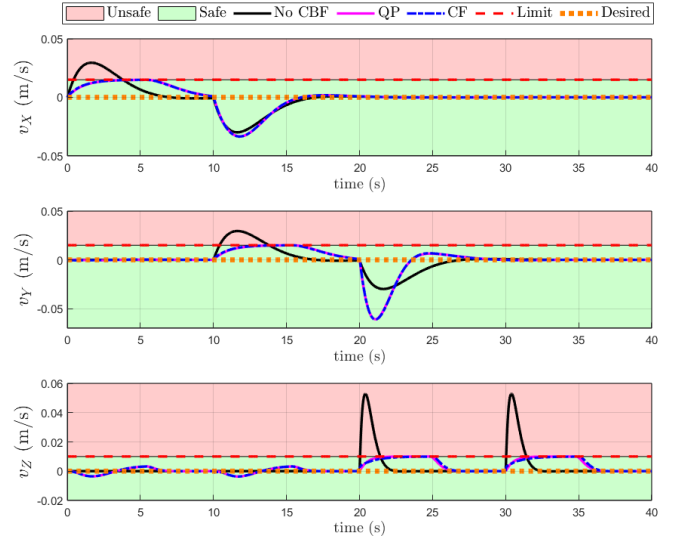 Unsafe Safe No CBF QP CF Limit Desired
0.05
0
-0.05
v_X (m/s)
0 5 10 15 20 25 30 35 40
time (s)
0.05
0
-0.05
v_Y (m/s)
0 5 10 15 20 25 30 35 40
time (s)
0.06
0.04
0.02
0
-0.02
v_Z (m/s)
0 5 10 15 20 25 30 35 40
time (s)